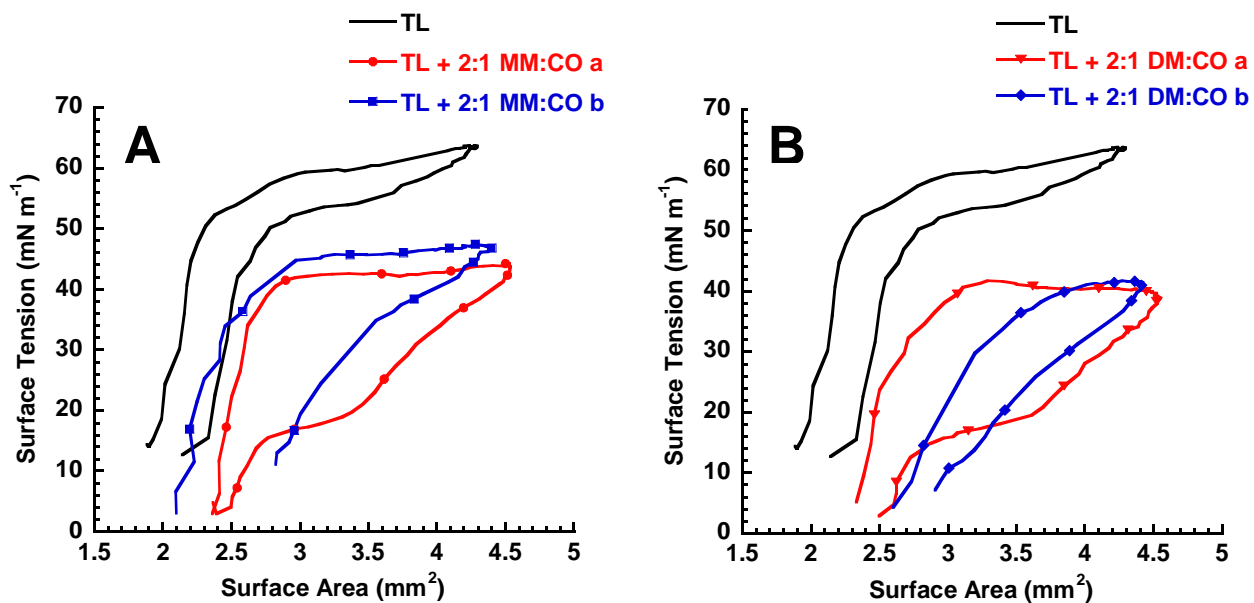 TL
TL + 2:1 MM:CO a
TL + 2:1 MM:CO b
A
70
60
50
40
30
20
10
0
Surface Tension (mN m⁻¹)
1.5 2 2.5 3 3.5 4 4.5 5
Surface Area (mm²)
TL
TL + 2:1 DM:CO a
TL + 2:1 DM:CO b
B
70
60
50
40
30
20
10
0
Surface Tension (mN m⁻¹)
1.5 2 2.5 3 3.5 4 4.5 5
Surface Area (mm²)